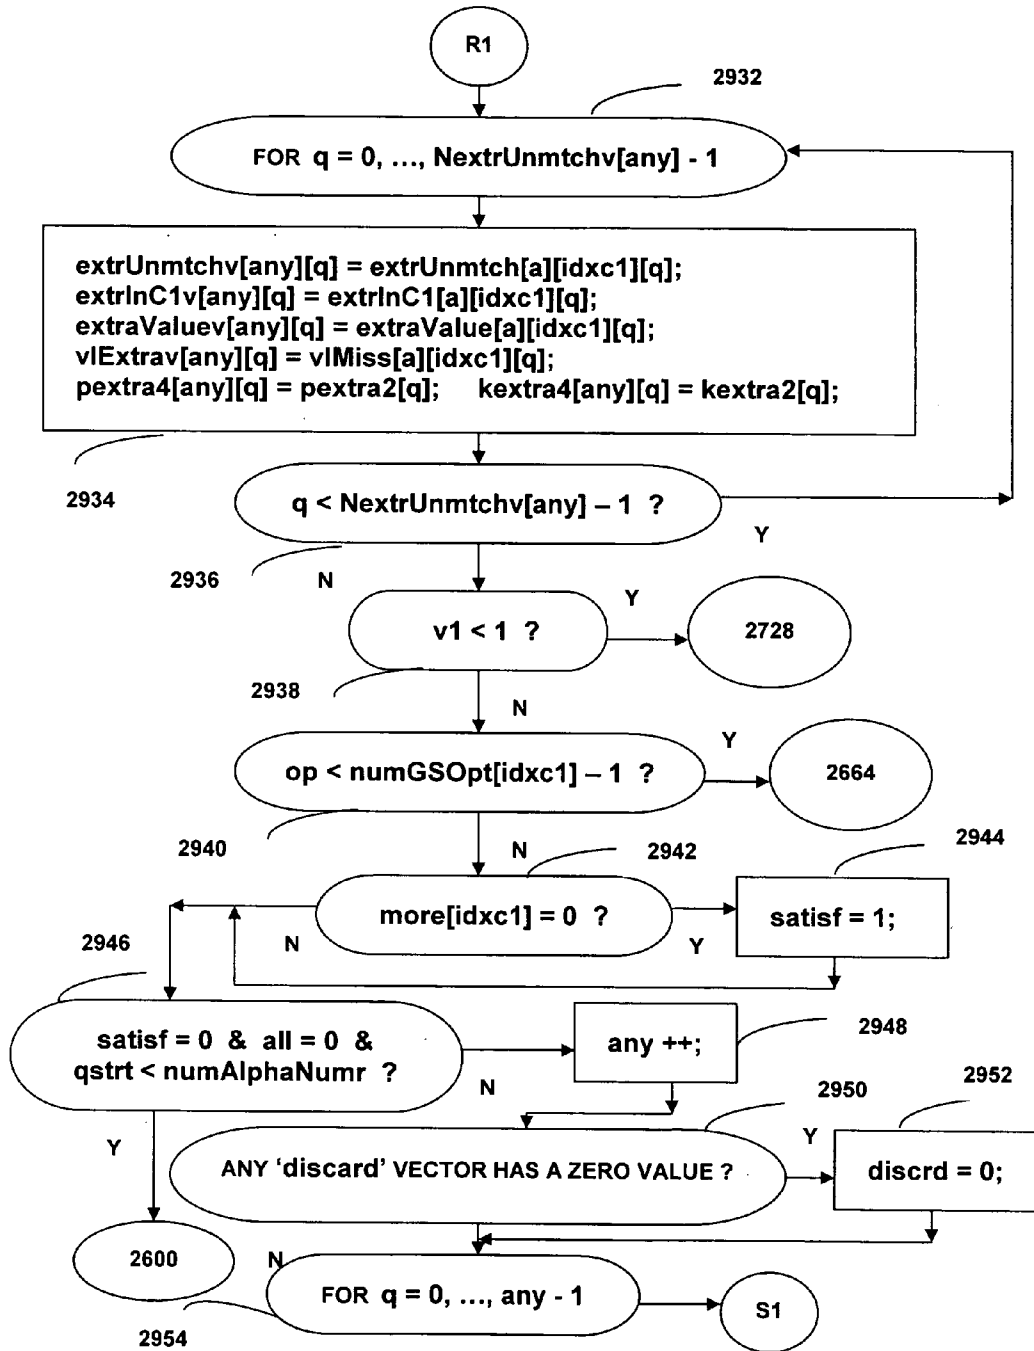 R1
2932
FOR q = 0, ..., NextrUnmtchv[any] - 1
extrUnmtchv[any][q] = extrUnmtch[a][idxc1][q];
extrInC1v[any][q] = extrInC1[a][idxc1][q];
extraValuev[any][q] = extraValue[a][idxc1][q];
vlExtrav[any][q] = vlMiss[a][idxc1][q];
pextra4[any][q] = pextra2[q]; kextra4[any][q] = kextra2[q];
2934
q < NextrUnmtchv[any] – 1 ?
Y
2936
N
v1 < 1 ?
Y
2728
2938
N
op < numGSOpt[idxc1] – 1 ?
Y
2664
2940
N
2942
2944
more[idxc1] = 0 ?
satisf = 1;
N
Y
2946
satisf = 0 & all = 0 &
qstrt < numAlphaNumr ?
any ++;
2948
N
2950
2952
Y
ANY 'discard' VECTOR HAS A ZERO VALUE ?
Y
discrd = 0;
2600
N
FOR q = 0, ..., any - 1
S1
2954